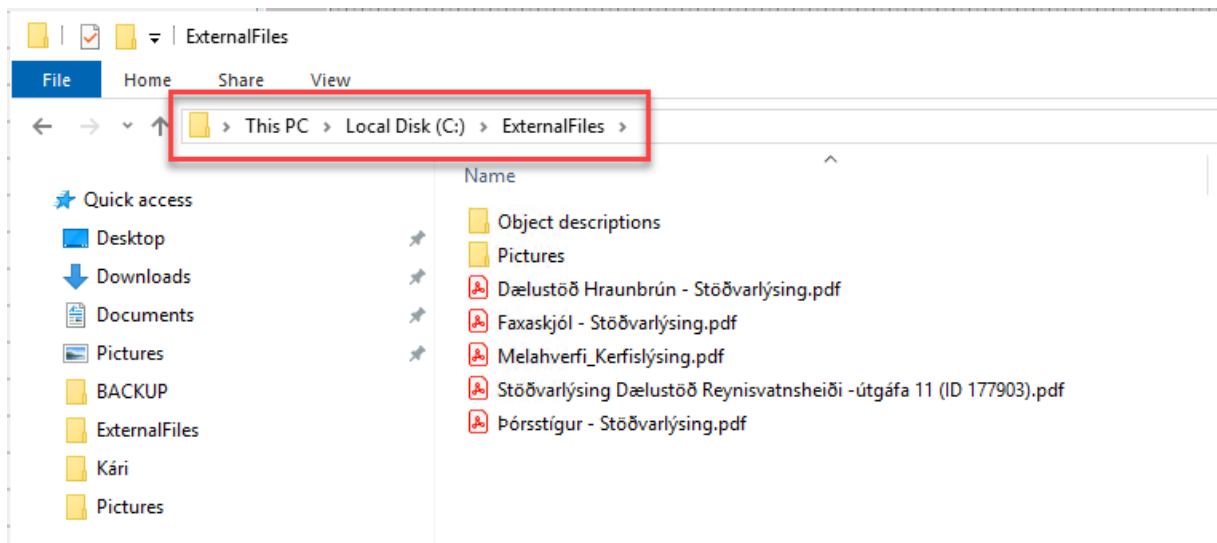 ExternalFiles
File Home Share View
This PC > Local Disk (C:) > ExternalFiles >
Name
Quick access
Desktop
Downloads
Documents
Pictures
BACKUP
ExternalFiles
Kári
Pictures
Object descriptions
Pictures
Dælustöð Hraunbrún - Stöðvarlýsing.pdf
Faxaskjól - Stöðvarlýsing.pdf
Melahverfi_Kerfislýsing.pdf
Stöðvarlýsing Dælustöð Reynisvatnsheiði -útgáfa 11 (ID 177903).pdf
Þórsstígur - Stöðvarlýsing.pdf